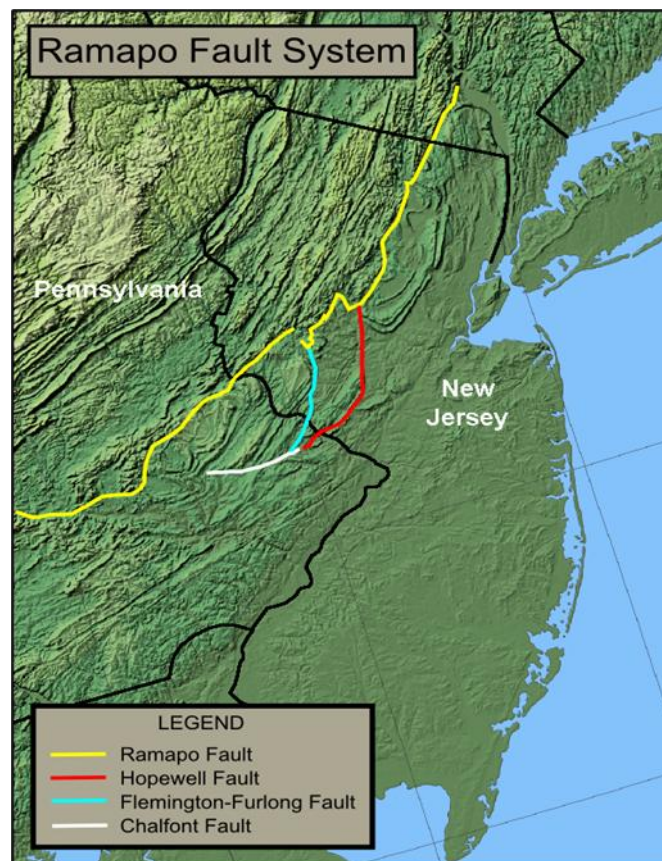 Ramapo Fault System
Pennsylvania
New
Jersey
LEGEND
Ramapo Fault
Hopewell Fault
Flemington-Furlong Fault
Chalfont Fault